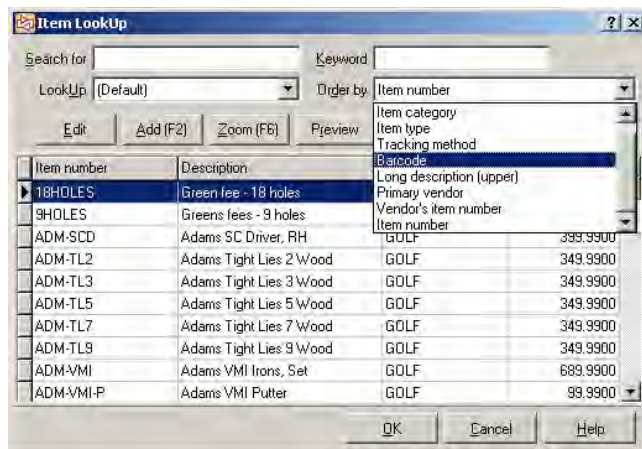 Item LookUp
Search for Keyword
LookUp (Default) Order by Item number
Edit Add (F2) Zoom (F6) Preview
Item category
Item type
Tracking method
Barcode
Long description (upper)
Primary vendor
Vendor's item number
Item number
Item number Description
18HOLES Green fee - 18 holes
9HOLES Greens fees - 9 holes
ADM-SCD Adams SC Driver, RH GOLF 399.9900
ADM-TL2 Adams Tight Lies 2 Wood GOLF 349.9900
ADM-TL3 Adams Tight Lies 3 Wood GOLF 349.9900
ADM-TL5 Adams Tight Lies 5 Wood GOLF 349.9900
ADM-TL7 Adams Tight Lies 7 Wood GOLF 349.9900
ADM-TL9 Adams Tight Lies 9 Wood GOLF 349.9900
ADM-VMI Adams VMI Irons, Set GOLF 689.9900
ADM-VMI-P Adams VMI Putter GOLF 99.9900
OK Cancel Help